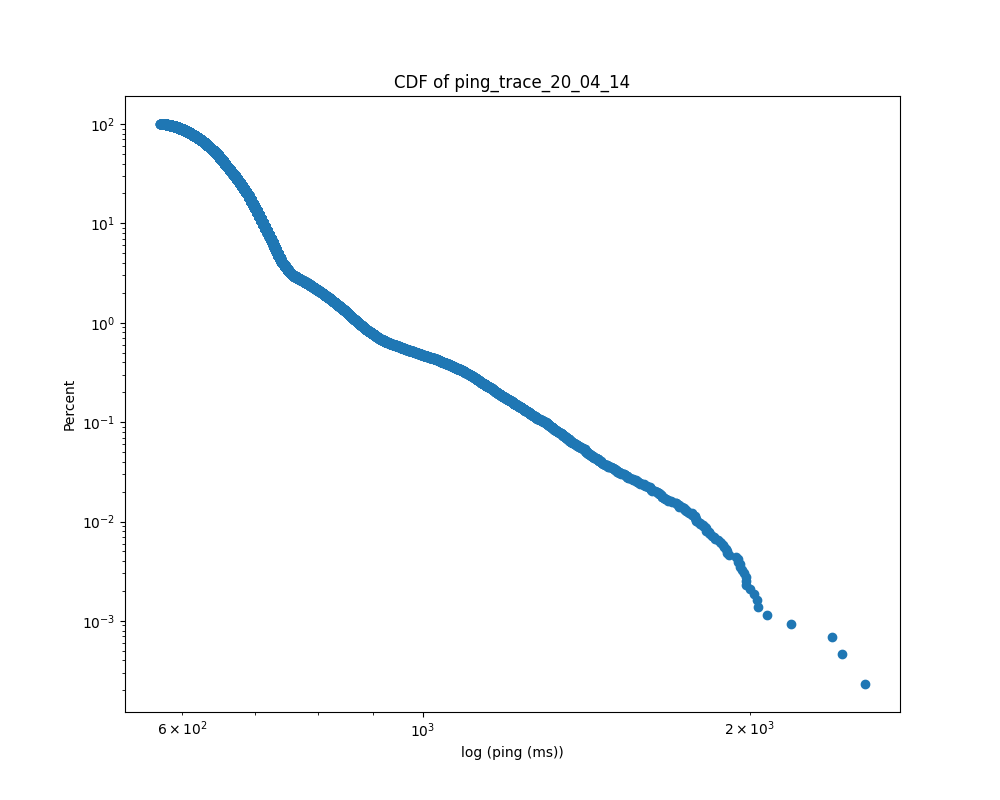 CDF of ping_trace_20_04_14
10²
10¹
10⁰
10⁻¹
10⁻²
10⁻³
Percent
6 × 10² 10³ 2 × 10³
log (ping (ms))